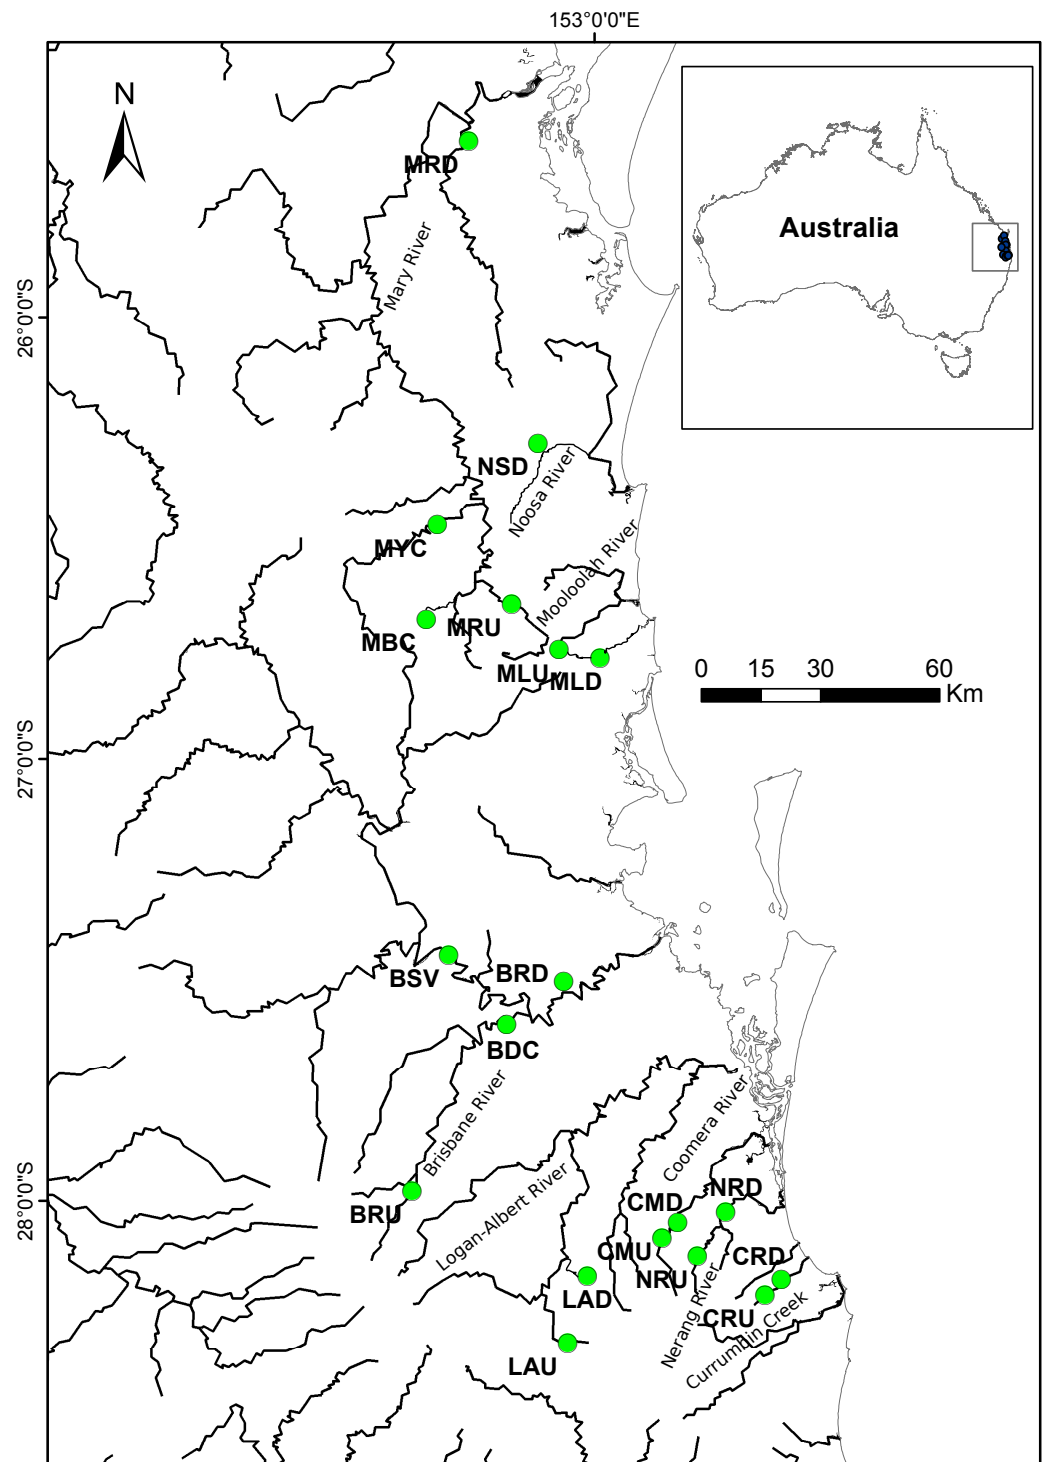 153°0'0"E
N
MRD
Australia
Mary River
26°0'0"S
NSD
Noosa River
MYC
Mooloolah River
MBC
MRU
MLU
MLD
0 15 30 60
Km
27°0'0"S
BSV
BRD
BDC
Brisbane River
Coomera River
28°0'0"S
Logan-Albert River
BRU
CMD
NRD
CMU
NRU
CRD
LAD
Nerang River
CRU
Currumbin Creek
LAU